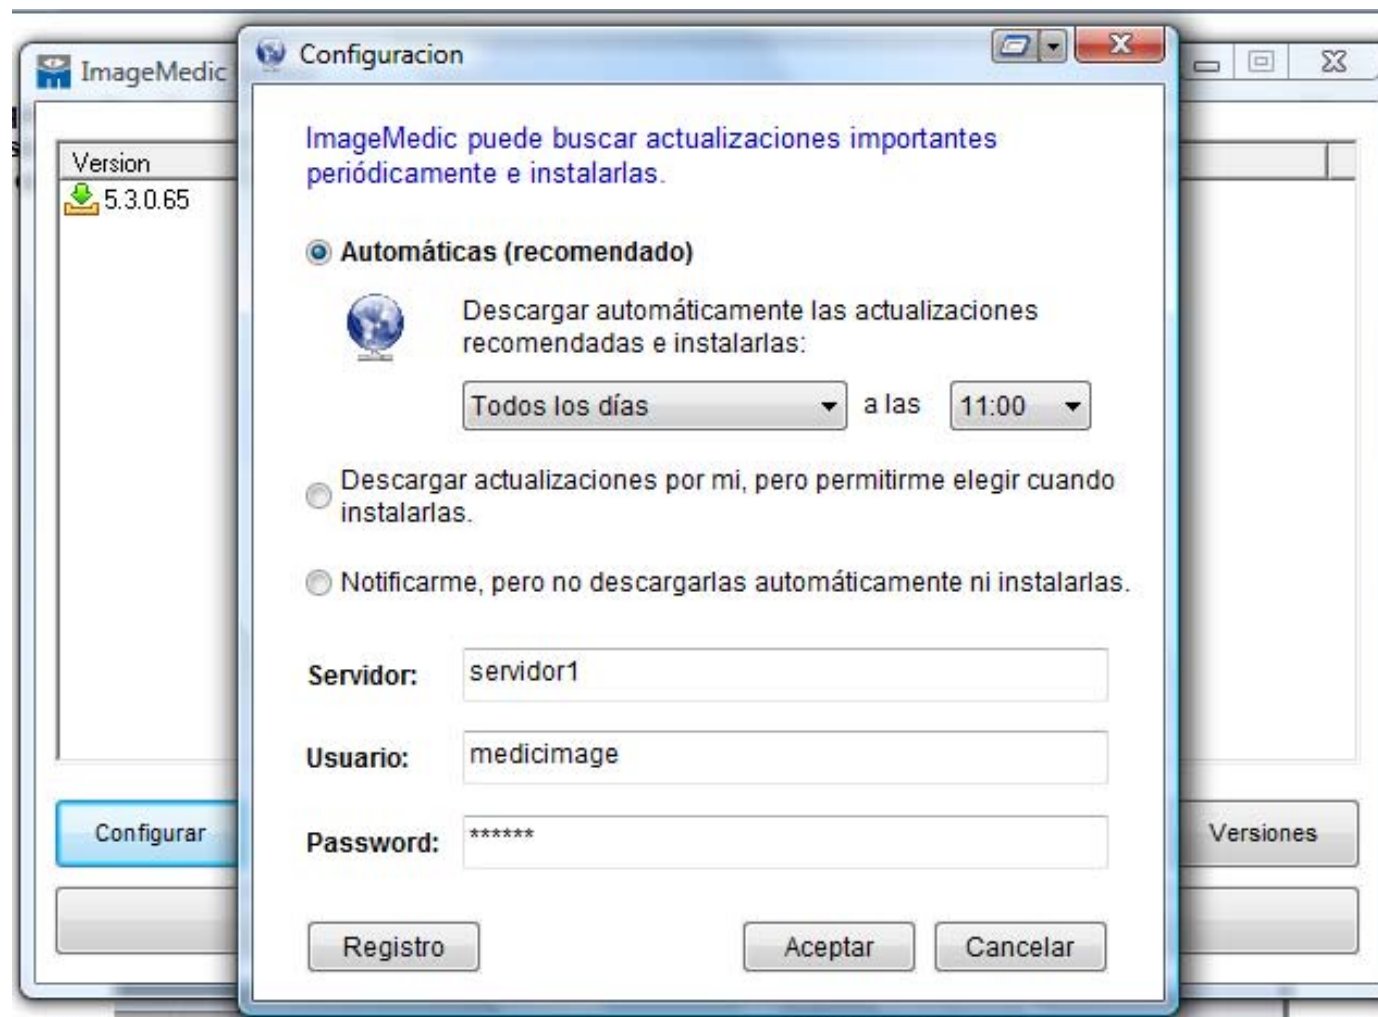 ImageMedic
Configuracion
Version
5.3.0.65
ImageMedic puede buscar actualizaciones importantes
periódicamente e instalarlas.
Automáticas (recomendado)
Descargar automáticamente las actualizaciones
recomendadas e instalarlas:
Todos los días a las 11:00
Descargar actualizaciones por mi, pero permitirme elegir cuando
instalarlas.
Notificarme, pero no descargarlas automáticamente ni instalarlas.
Servidor: servidor1
Usuario: medicimage
Password: ******
Configurar
Versiones
Registro Aceptar Cancelar